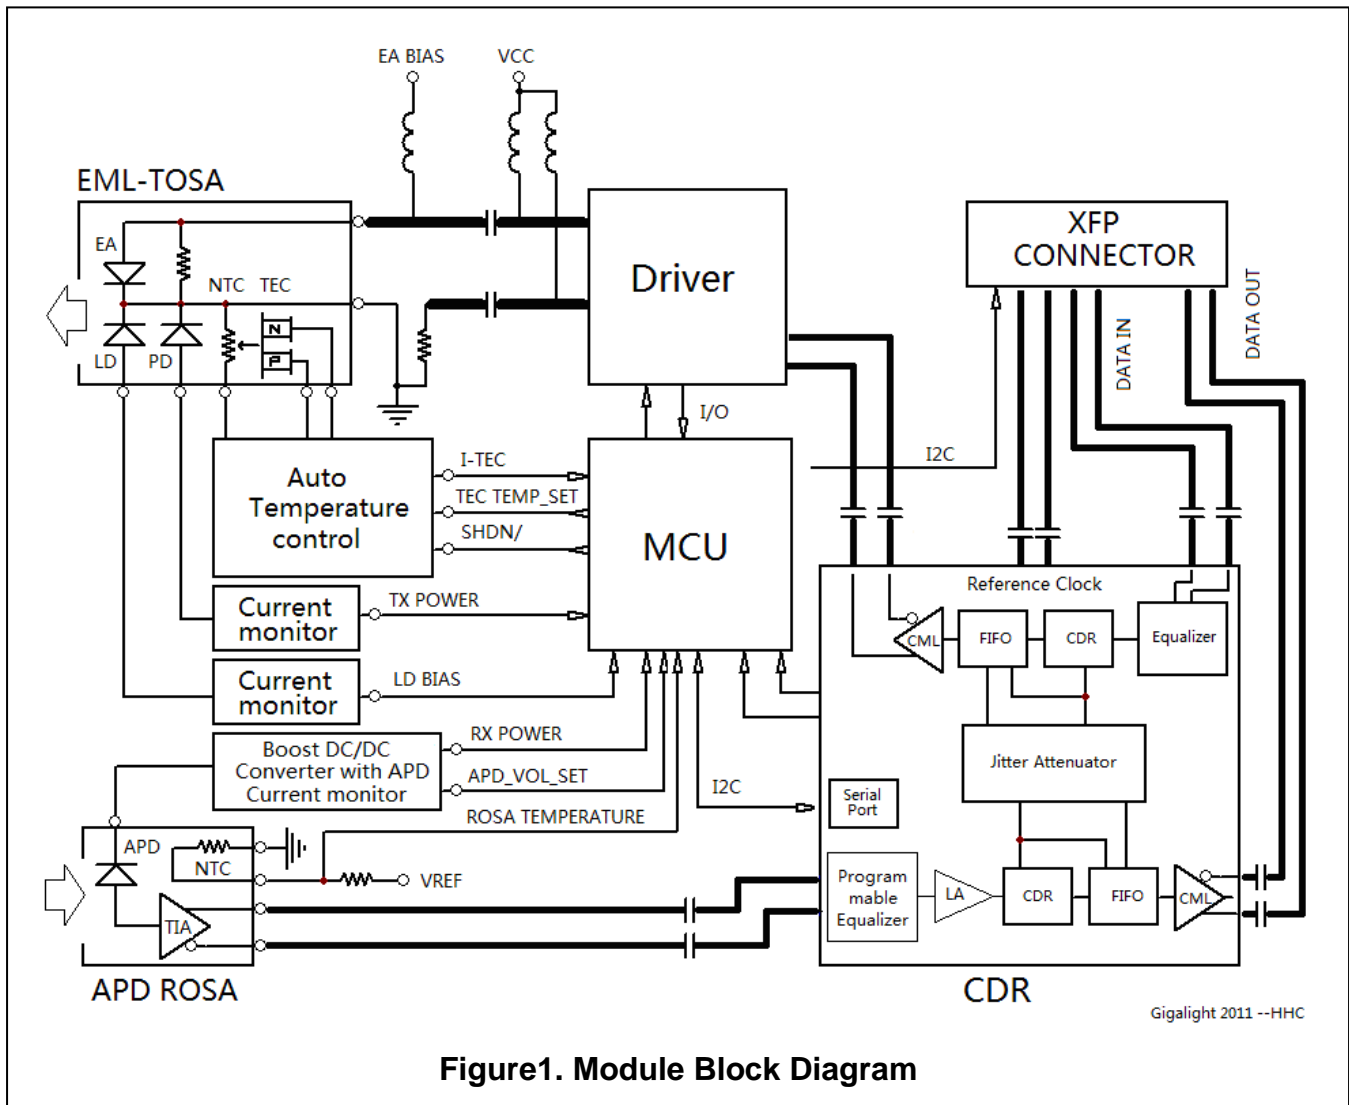 EA BIAS
VCC
EML-TOSA
EA
NTC TEC
N
P
LD
PD
Driver
XFP
CONNECTOR
DATA IN
DATA OUT
I/O
I2C
Auto
Temperature
control
I-TEC
TEC TEMP_SET
SHDN/
MCU
Current
monitor
TX POWER
Current
monitor
LD BIAS
Boost DC/DC
Converter with APD
Current monitor
RX POWER
APD_VOL_SET
ROSA TEMPERATURE
I2C
Reference Clock
CML
FIFO
CDR
Equalizer
Jitter Attenuator
Serial
Port
Program
mable
Equalizer
LA
CDR
FIFO
CML
APD
NTC
VREF
TIA
APD ROSA
CDR
Gigalight 2011 --HHC
Figure1. Module Block Diagram